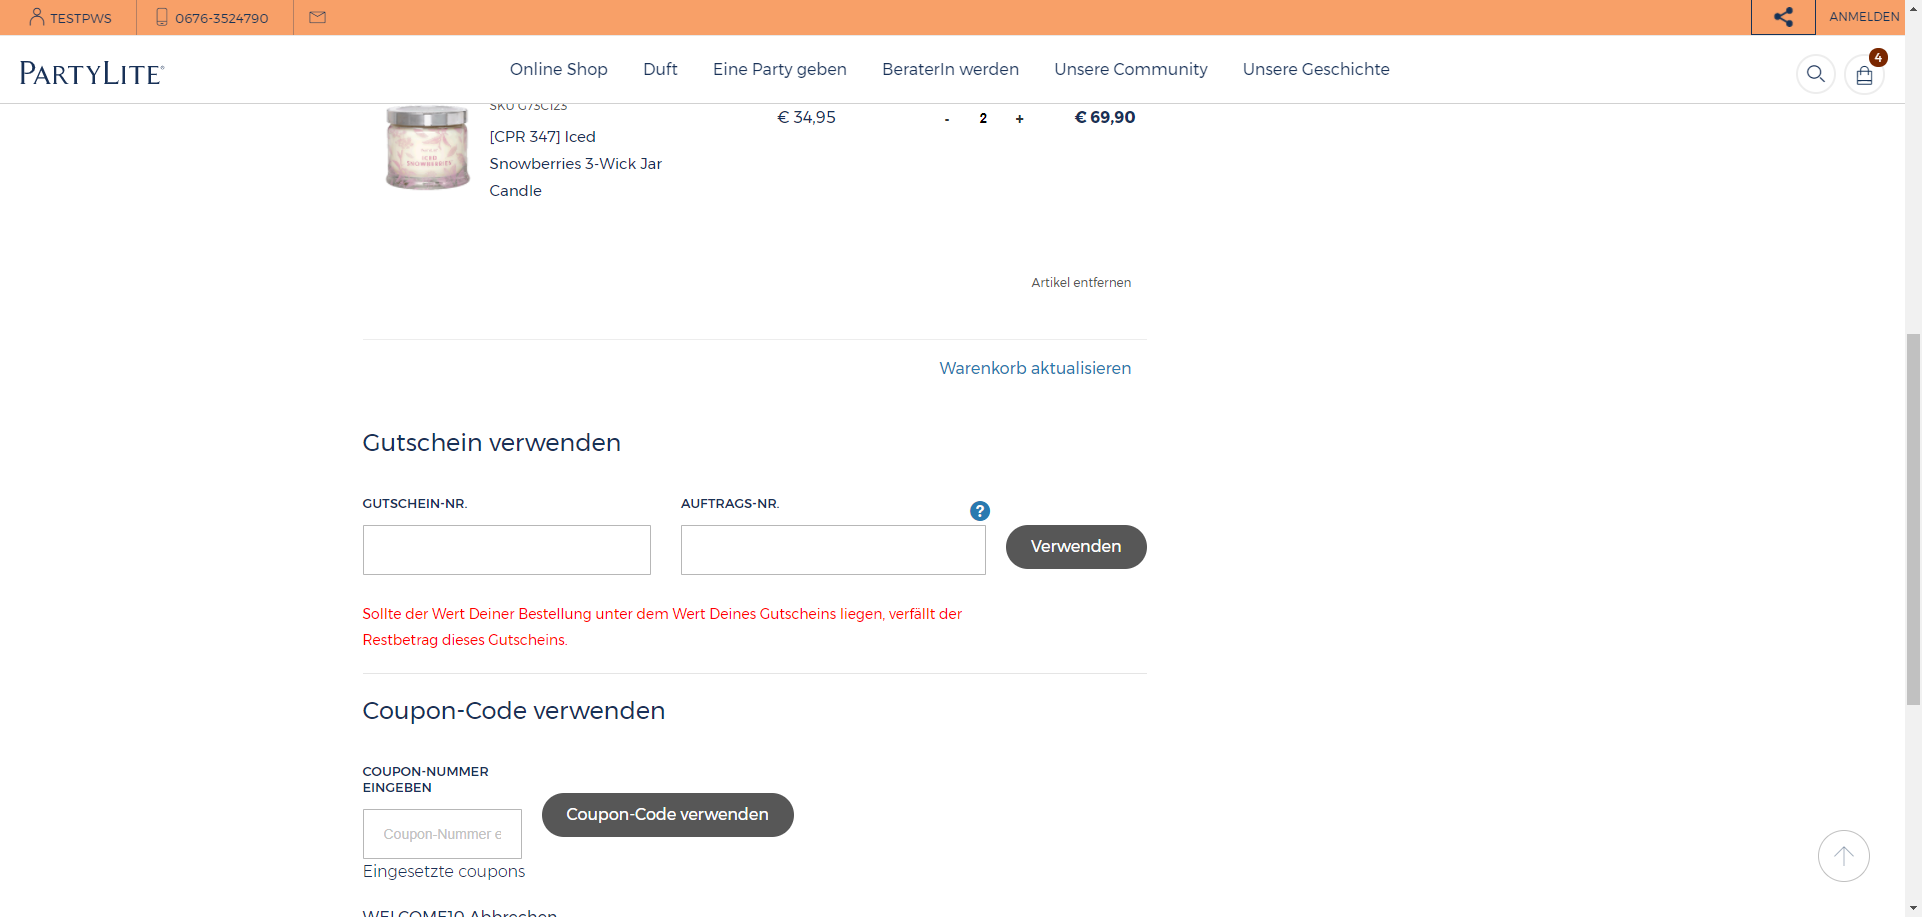 TESTPWS
0676-3524790
ANMELDEN
PARTYLITE
Online Shop
Duft
Eine Party geben
BeraterIn werden
Unsere Community
Unsere Geschichte
4
SKU G73C123
€ 34,95
- 2 +
€ 69,90
[CPR 347] Iced
Snowberries 3-Wick Jar
Candle
ICED
SNOWBERRIES
Artikel entfernen
Warenkorb aktualisieren
Gutschein verwenden
GUTSCHEIN-NR.
AUFTRAGS-NR.
?
Verwenden
Sollte der Wert Deiner Bestellung unter dem Wert Deines Gutscheins liegen, verfällt der
Restbetrag dieses Gutscheins.
Coupon-Code verwenden
COUPON-NUMMER
EINGEBEN
Coupon-Nummer e
Coupon-Code verwenden
Eingesetzte coupons
WELCOME10 Abbrechen